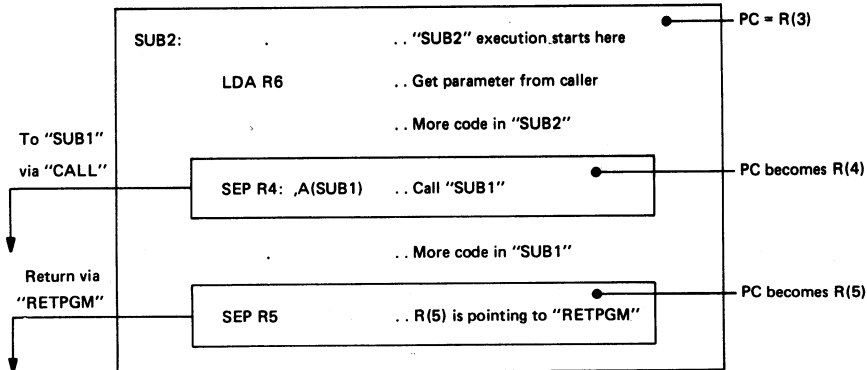 PC = R(3)
SUB2: . .. "SUB2" execution starts here
LDA R6 .. Get parameter from caller
. .. More code in "SUB2"
To "SUB1"
via "CALL"
SEP R4: ,A(SUB1) .. Call "SUB1"
PC becomes R(4)
. .. More code in "SUB1"
Return via
"RETPGM"
SEP R5 .. R(5) is pointing to "RETPGM"
PC becomes R(5)